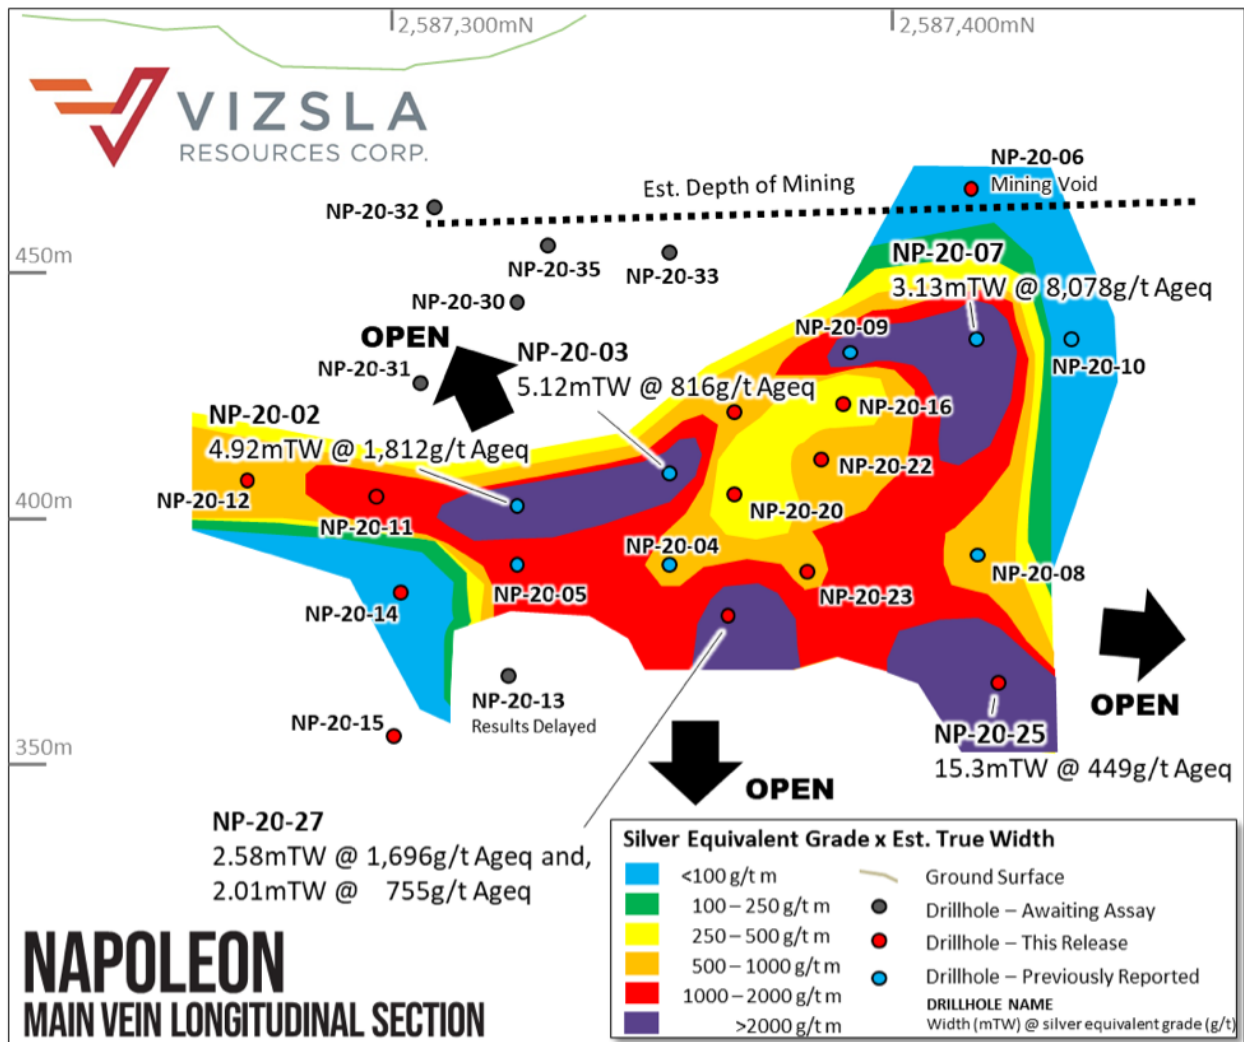 2,587,300mN
2,587,400mN
VIZSLA
RESOURCES CORP.
NP-20-06
Mining Void
Est. Depth of Mining
NP-20-32
450m
NP-20-35
NP-20-33
NP-20-07
3.13mTW @ 8,078g/t Ageq
NP-20-30
OPEN
NP-20-09
NP-20-03
5.12mTW @ 816g/t Ageq
NP-20-10
NP-20-31
NP-20-02
4.92mTW @ 1,812g/t Ageq
NP-20-16
NP-20-22
NP-20-12
400m
NP-20-11
NP-20-20
NP-20-04
NP-20-05
NP-20-08
NP-20-23
NP-20-14
NP-20-13
Results Delayed
NP-20-15
OPEN
NP-20-25
15.3mTW @ 449g/t Ageq
350m
OPEN
NP-20-27
2.58mTW @ 1,696g/t Ageq and,
2.01mTW @ 755g/t Ageq
Silver Equivalent Grade x Est. True Width
<100 g/t m
100 – 250 g/t m
250 – 500 g/t m
500 – 1000 g/t m
1000 – 2000 g/t m
>2000 g/t m
Ground Surface
Drillhole – Awaiting Assay
Drillhole – This Release
Drillhole – Previously Reported
DRILLHOLE NAME
Width (mTW) @ silver equivalent grade (g/t)
NAPOLEON
MAIN VEIN LONGITUDINAL SECTION